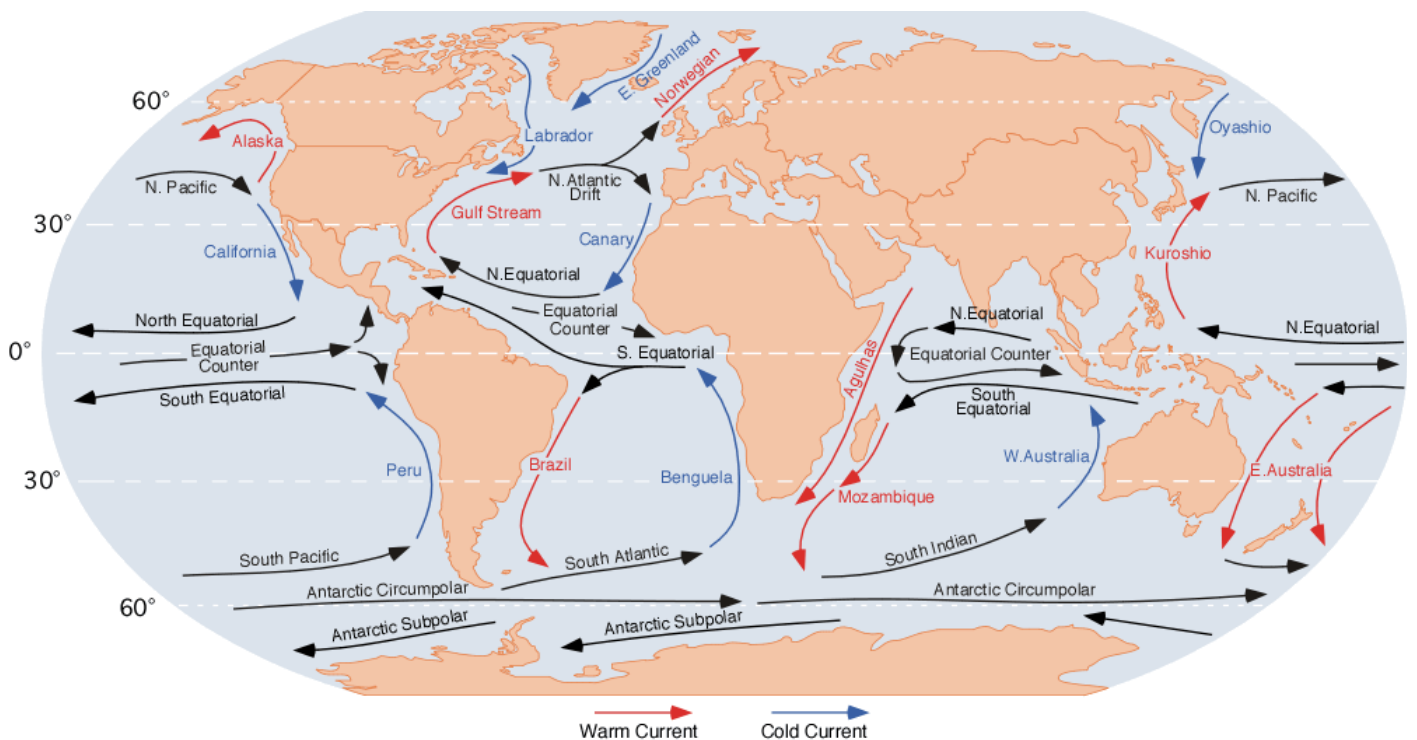 E. Greenland
Norwegian
60°
Labrador
Alaska
Oyashio
N. Pacific
N.Atlantic
Drift
N. Pacific
Gulf Stream
30°
California
Canary
Kuroshio
N.Equatorial
North Equatorial
Equatorial
Counter
N.Equatorial
N.Equatorial
0°
Equatorial
Counter
S. Equatorial
Agulhas
Equatorial Counter
South Equatorial
South
Equatorial
Peru
Brazil
Benguela
W.Australia
E.Australia
30°
Mozambique
South Pacific
South Atlantic
South Indian
Antarctic Circumpolar
Antarctic Circumpolar
60°
Antarctic Subpolar
Antarctic Subpolar
Warm Current
Cold Current